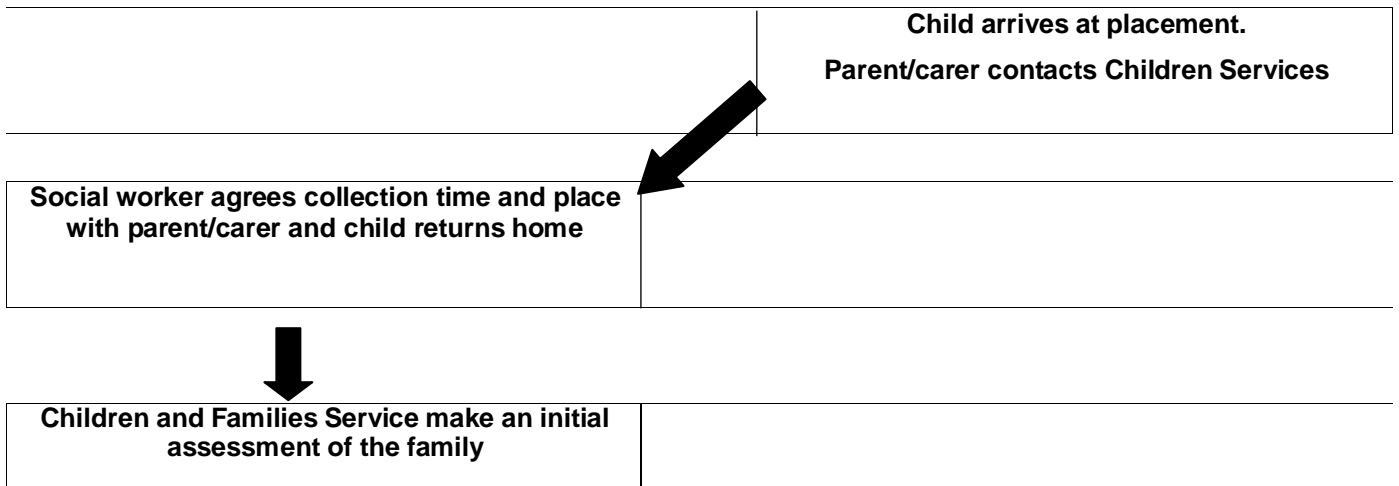 Child arrives at placement.
Parent/carer contacts Children Services
Social worker agrees collection time and place
with parent/carer and child returns home
Children and Families Service make an initial
assessment of the family